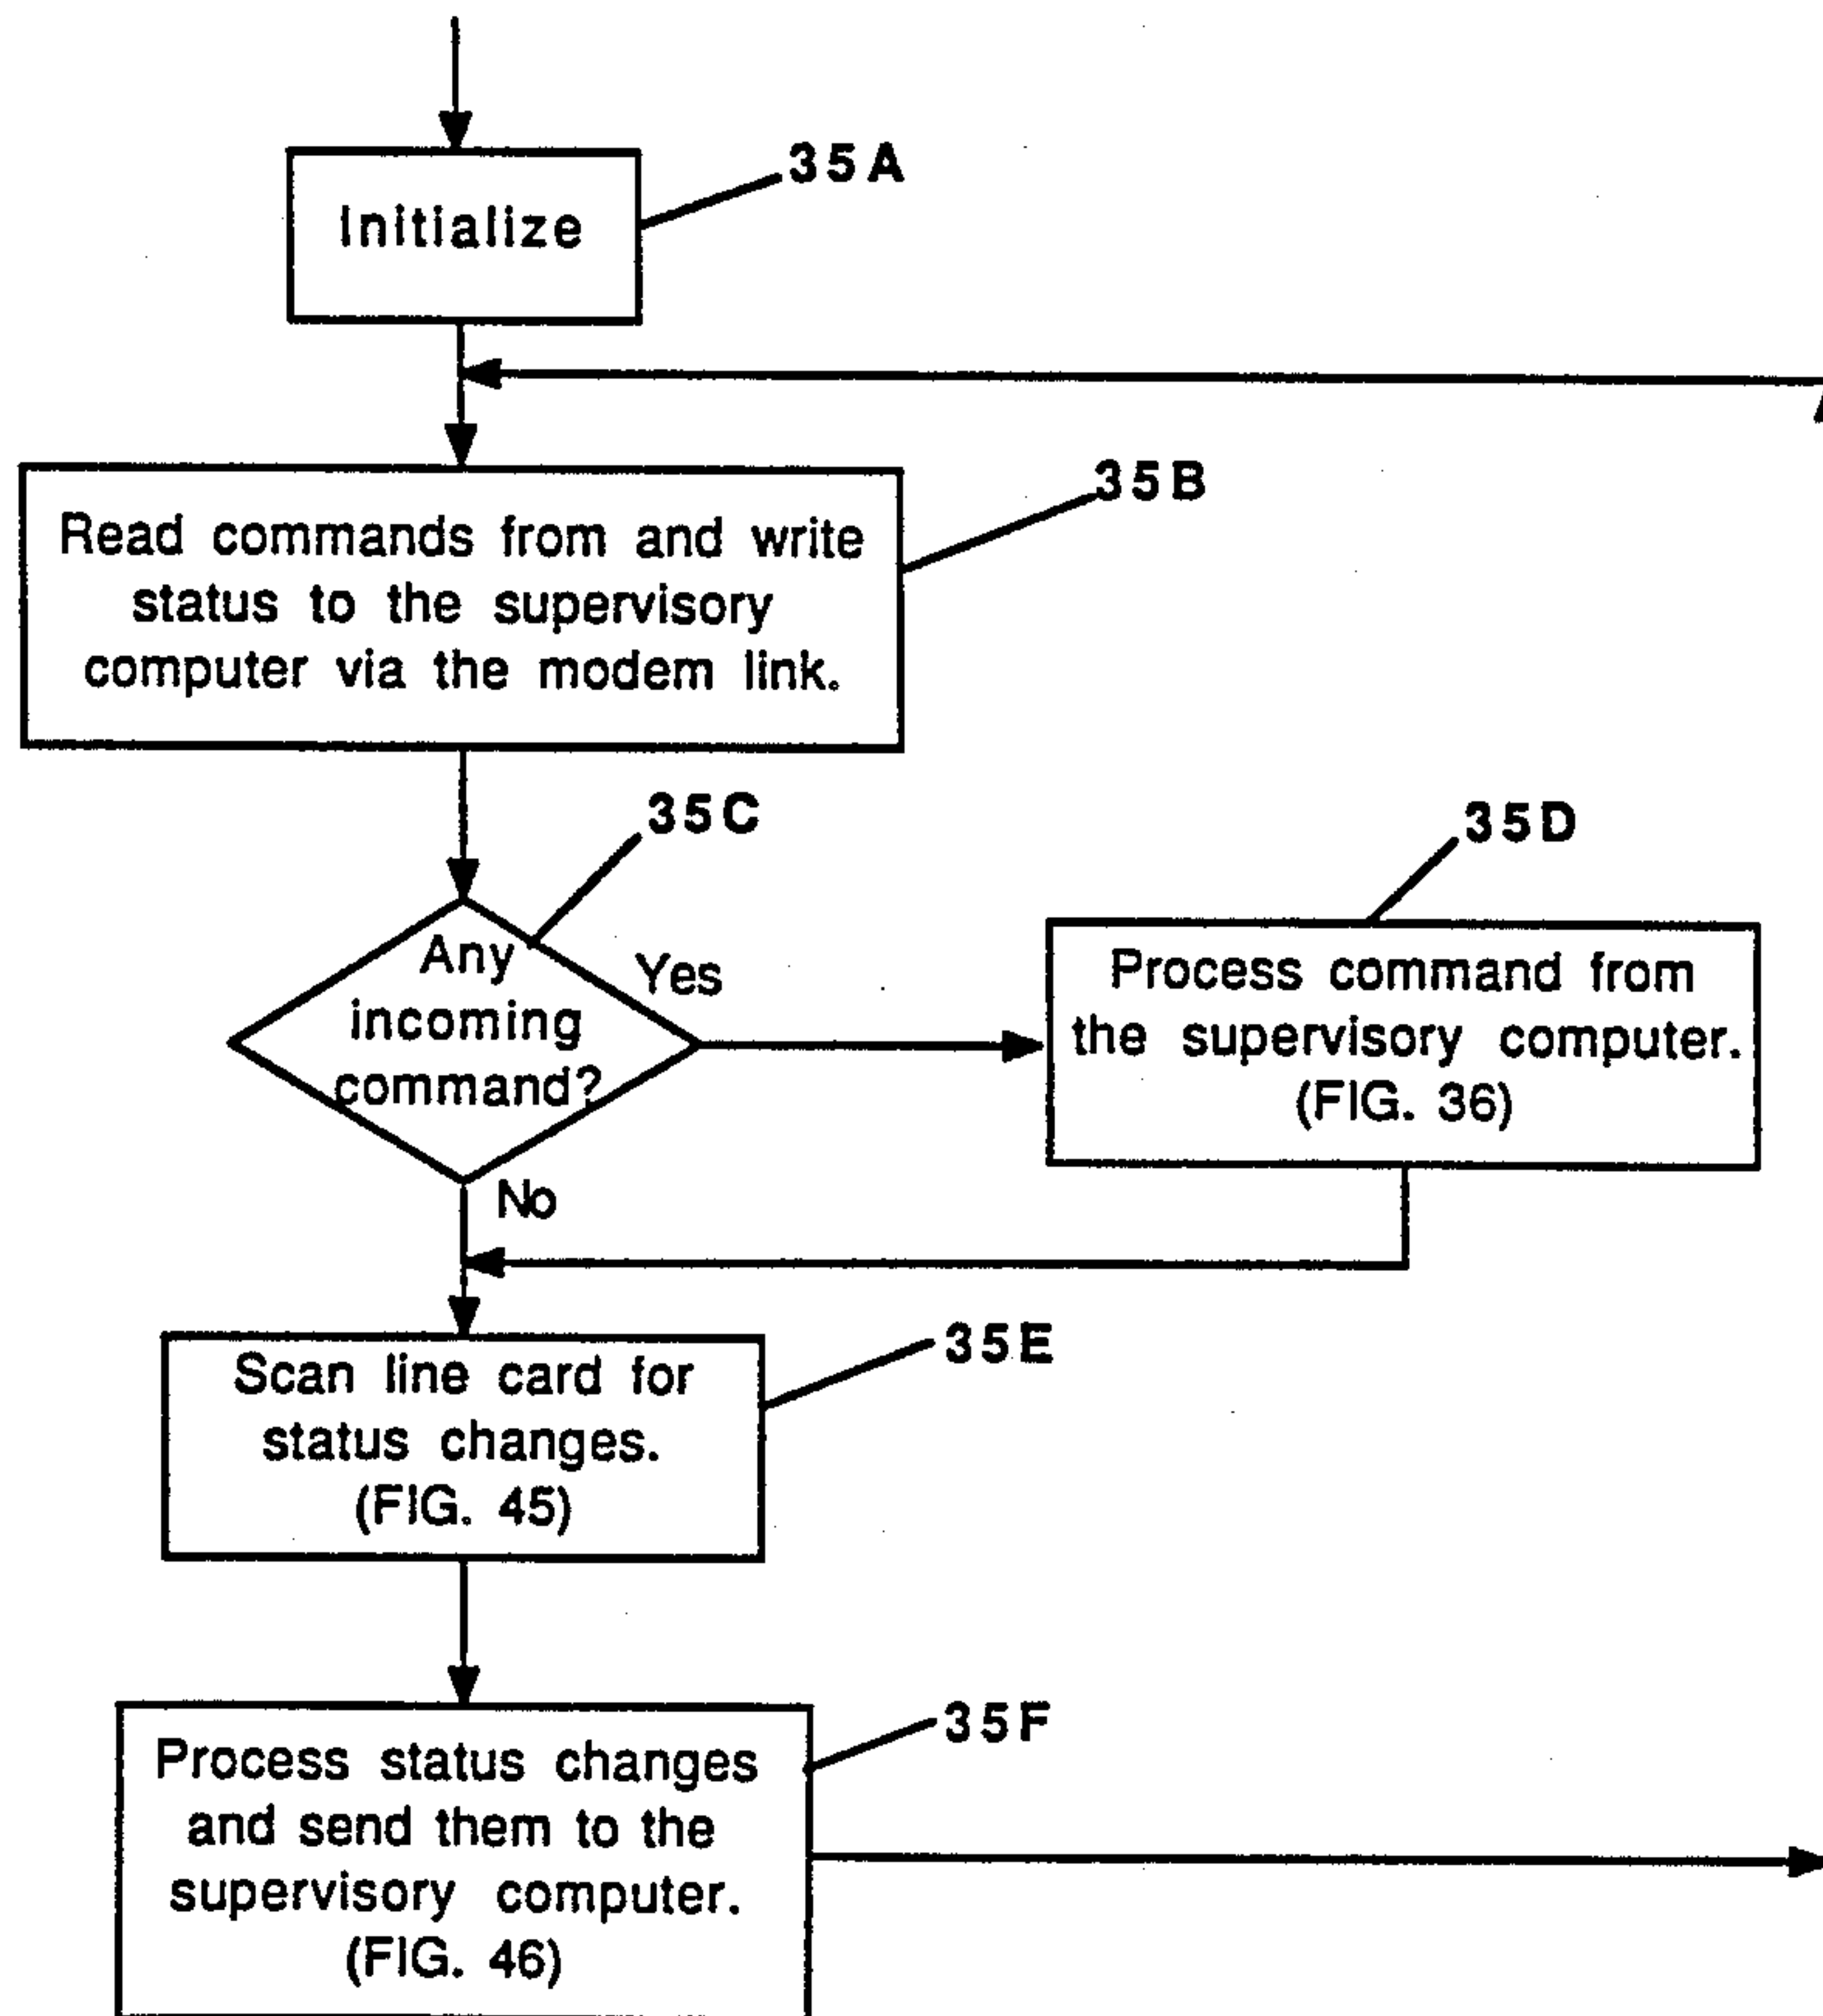 35A
Initialize
35B
Read commands from and write
status to the supervisory
computer via the modem link.
35C
35D
Any
incoming
command?
Yes
Process command from
the supervisory computer.
(FIG. 36)
No
35E
Scan line card for
status changes.
(FIG. 45)
35F
Process status changes
and send them to the
supervisory computer.
(FIG. 46)